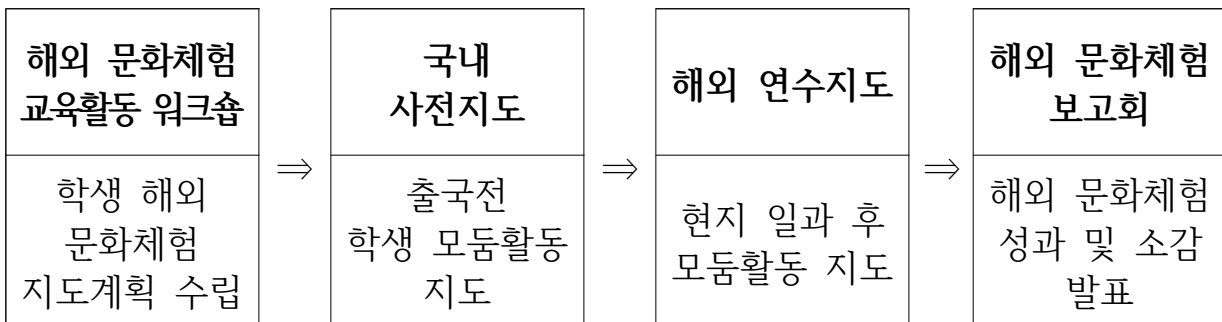 해외 문화체험
교육활동 워크숍
학생 해외
문화체험
지도계획 수립
⇒
국내
사전지도
출국전
학생 모둠활동
지도
⇒
해외 연수지도
현지 일과 후
모둠활동 지도
⇒
해외 문화체험
보고회
해외 문화체험
성과 및 소감
발표